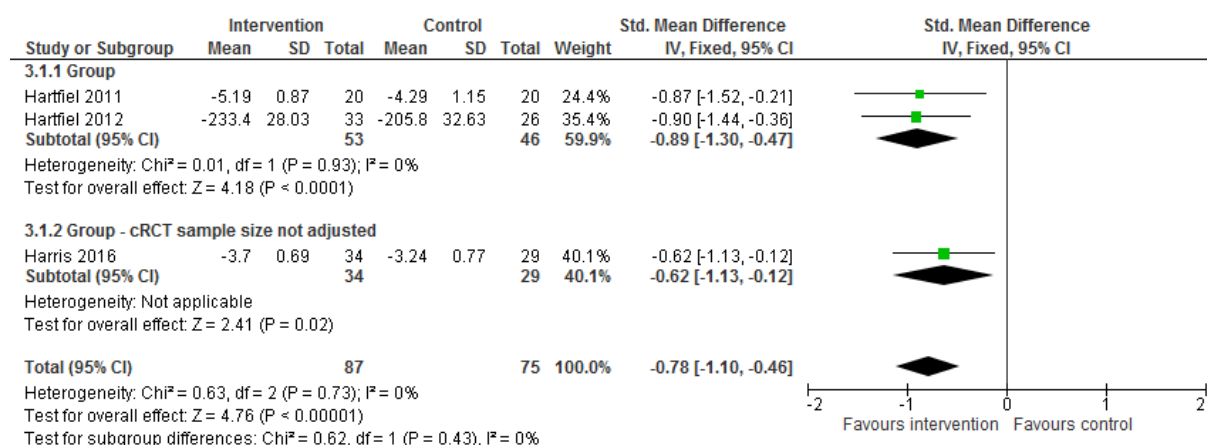 Intervention Control Std. Mean Difference Std. Mean Difference
Study or Subgroup Mean SD Total Mean SD Total Weight IV, Fixed, 95% CI IV, Fixed, 95% CI
3.1.1 Group
Hartfiel 2011 -5.19 0.87 20 -4.29 1.15 20 24.4% -0.87 [-1.52, -0.21]
Hartfiel 2012 -233.4 28.03 33 -205.8 32.63 26 35.4% -0.90 [-1.44, -0.36]
Subtotal (95% CI) 53 46 59.9% -0.89 [-1.30, -0.47]
Heterogeneity: Chi² = 0.01, df = 1 (P = 0.93); I² = 0%
Test for overall effect: Z = 4.18 (P < 0.0001)
3.1.2 Group - cRCT sample size not adjusted
Harris 2016 -3.7 0.69 34 -3.24 0.77 29 40.1% -0.62 [-1.13, -0.12]
Subtotal (95% CI) 34 29 40.1% -0.62 [-1.13, -0.12]
Heterogeneity: Not applicable
Test for overall effect: Z = 2.41 (P = 0.02)
Total (95% CI) 87 75 100.0% -0.78 [-1.10, -0.46]
Heterogeneity: Chi² = 0.63, df = 2 (P = 0.73); I² = 0%
Test for overall effect: Z = 4.76 (P < 0.00001)
Test for subgroup differences: Chi² = 0.62, df = 1 (P = 0.43), I² = 0%
-2 -1 0 1 2
Favours intervention Favours control